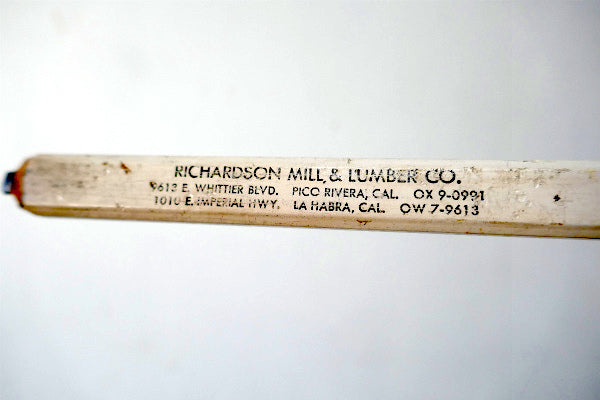 RICHARDSON MILL & LUMBER CO.
9613 E. WHITTIER BLVD. PICO RIVERA, CAL. OX 9-0991
1010 E. IMPERIAL HWY. LA HABRA, CAL. OW 7-9613